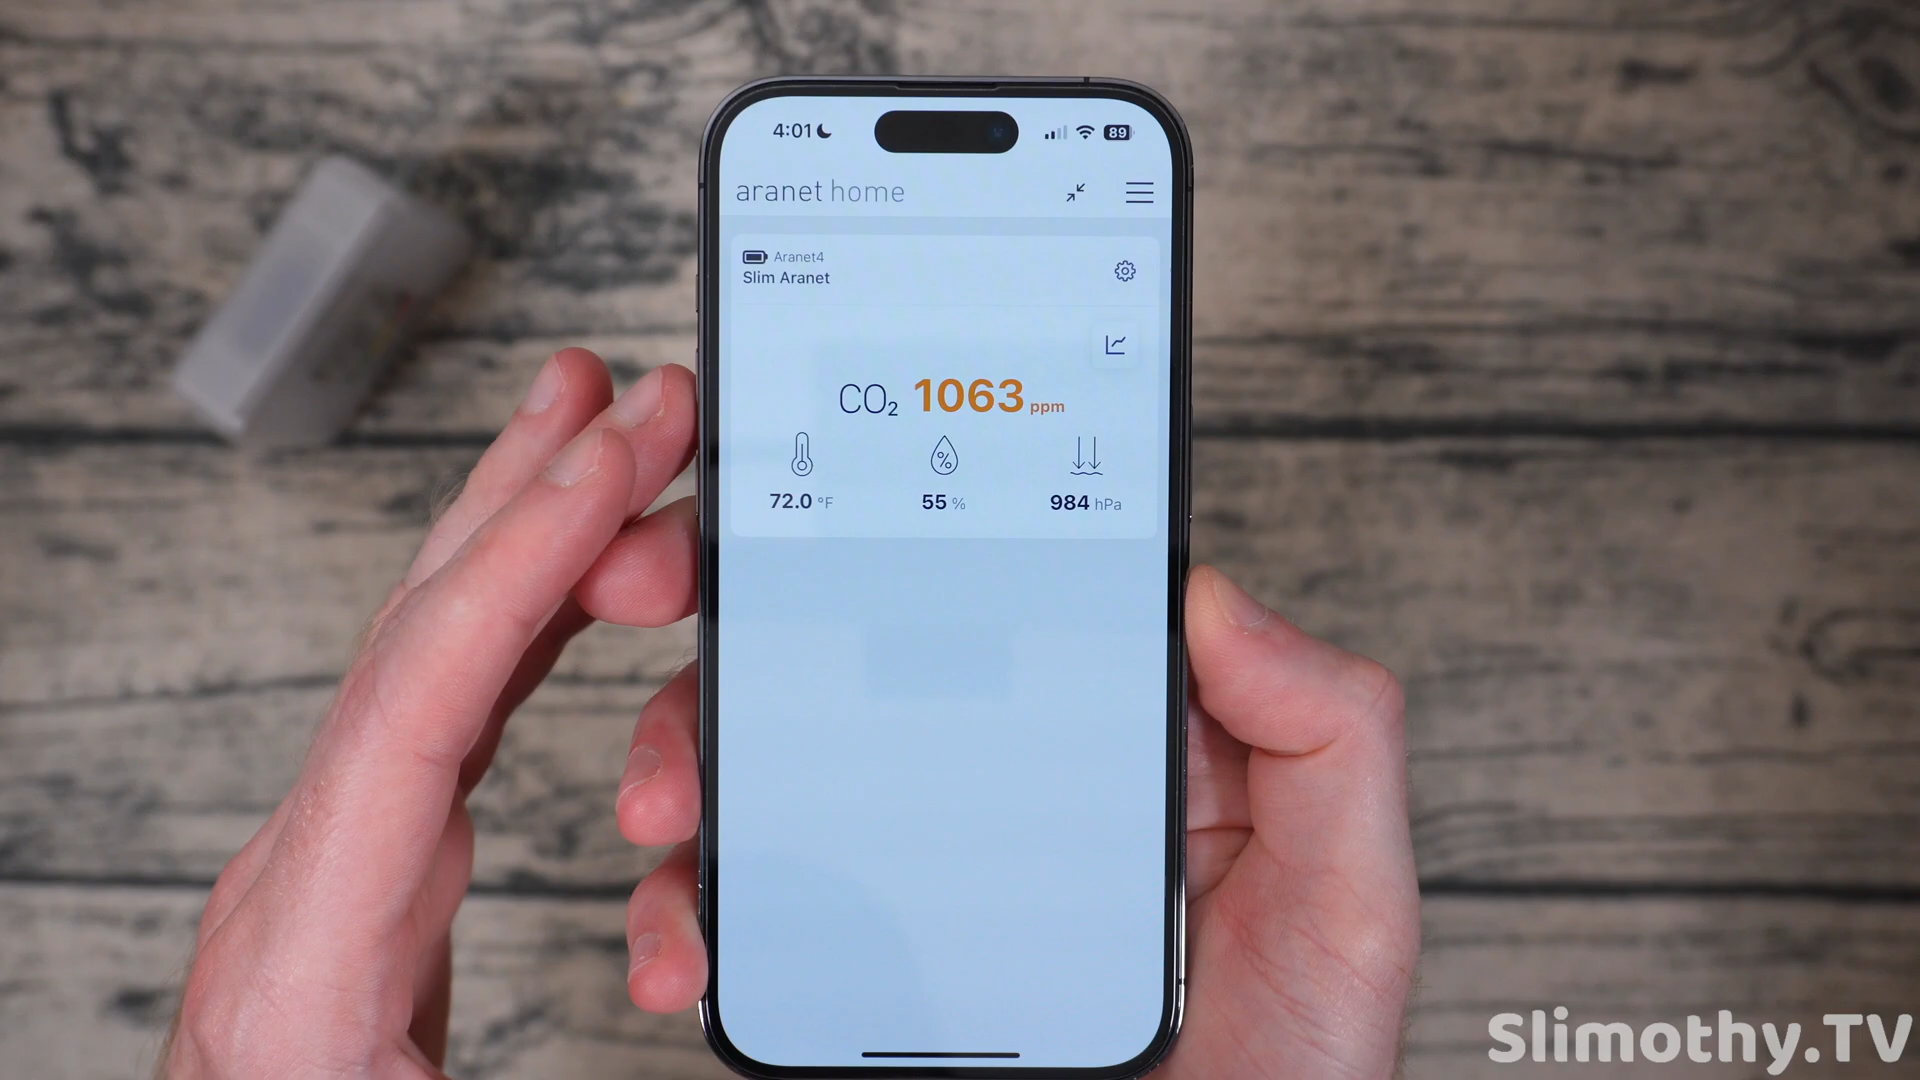 4:01
89
aranet home
Aranet4
Slim Aranet
CO₂ 1063 ppm
%
72.0 °F
55 %
984 hPa
Slimothy.TV